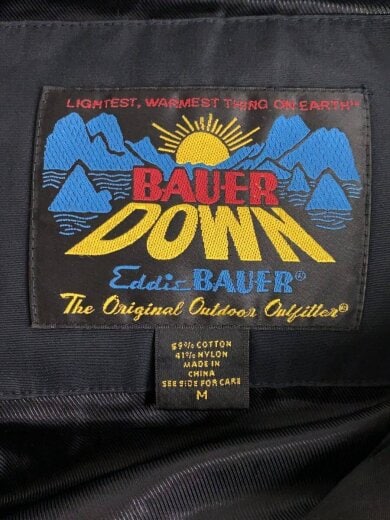 LIGHTEST, WARMEST THING ON EARTH™
BAUER
DOWN
Eddie BAUER®
The Original Outdoor Outfitter®
59% COTTON
41% NYLON
MADE IN
CHINA
SEE SIDE FOR CARE
M